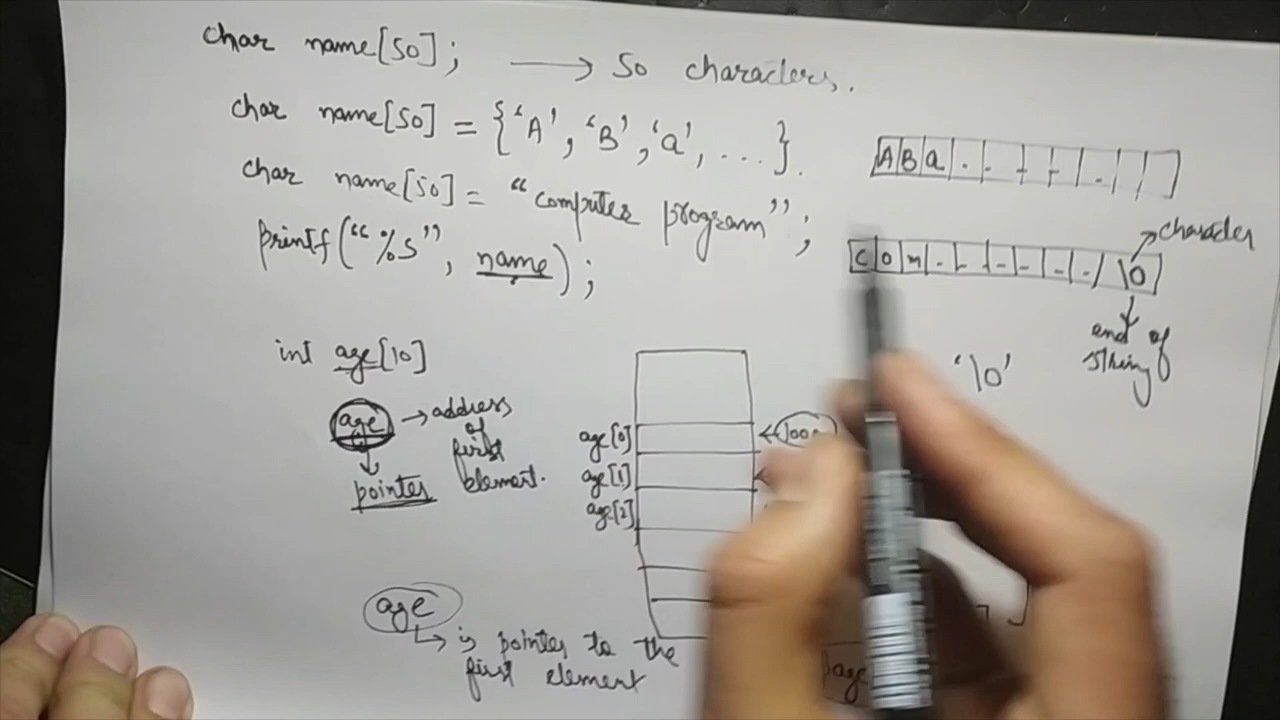 char name[50]; → 50 characters.
char name[50] = {'A', 'B', 'a', ...}.
A B a . .
char name[50] = "computer program";
printf("%s", name);
character
C O m . - - - - - . \0
end of
string
'\0'
int age[10]
age → address
of
first
element.
pointer
age[0]
age[1]
age[2]
age
↳ is pointer to the
first element